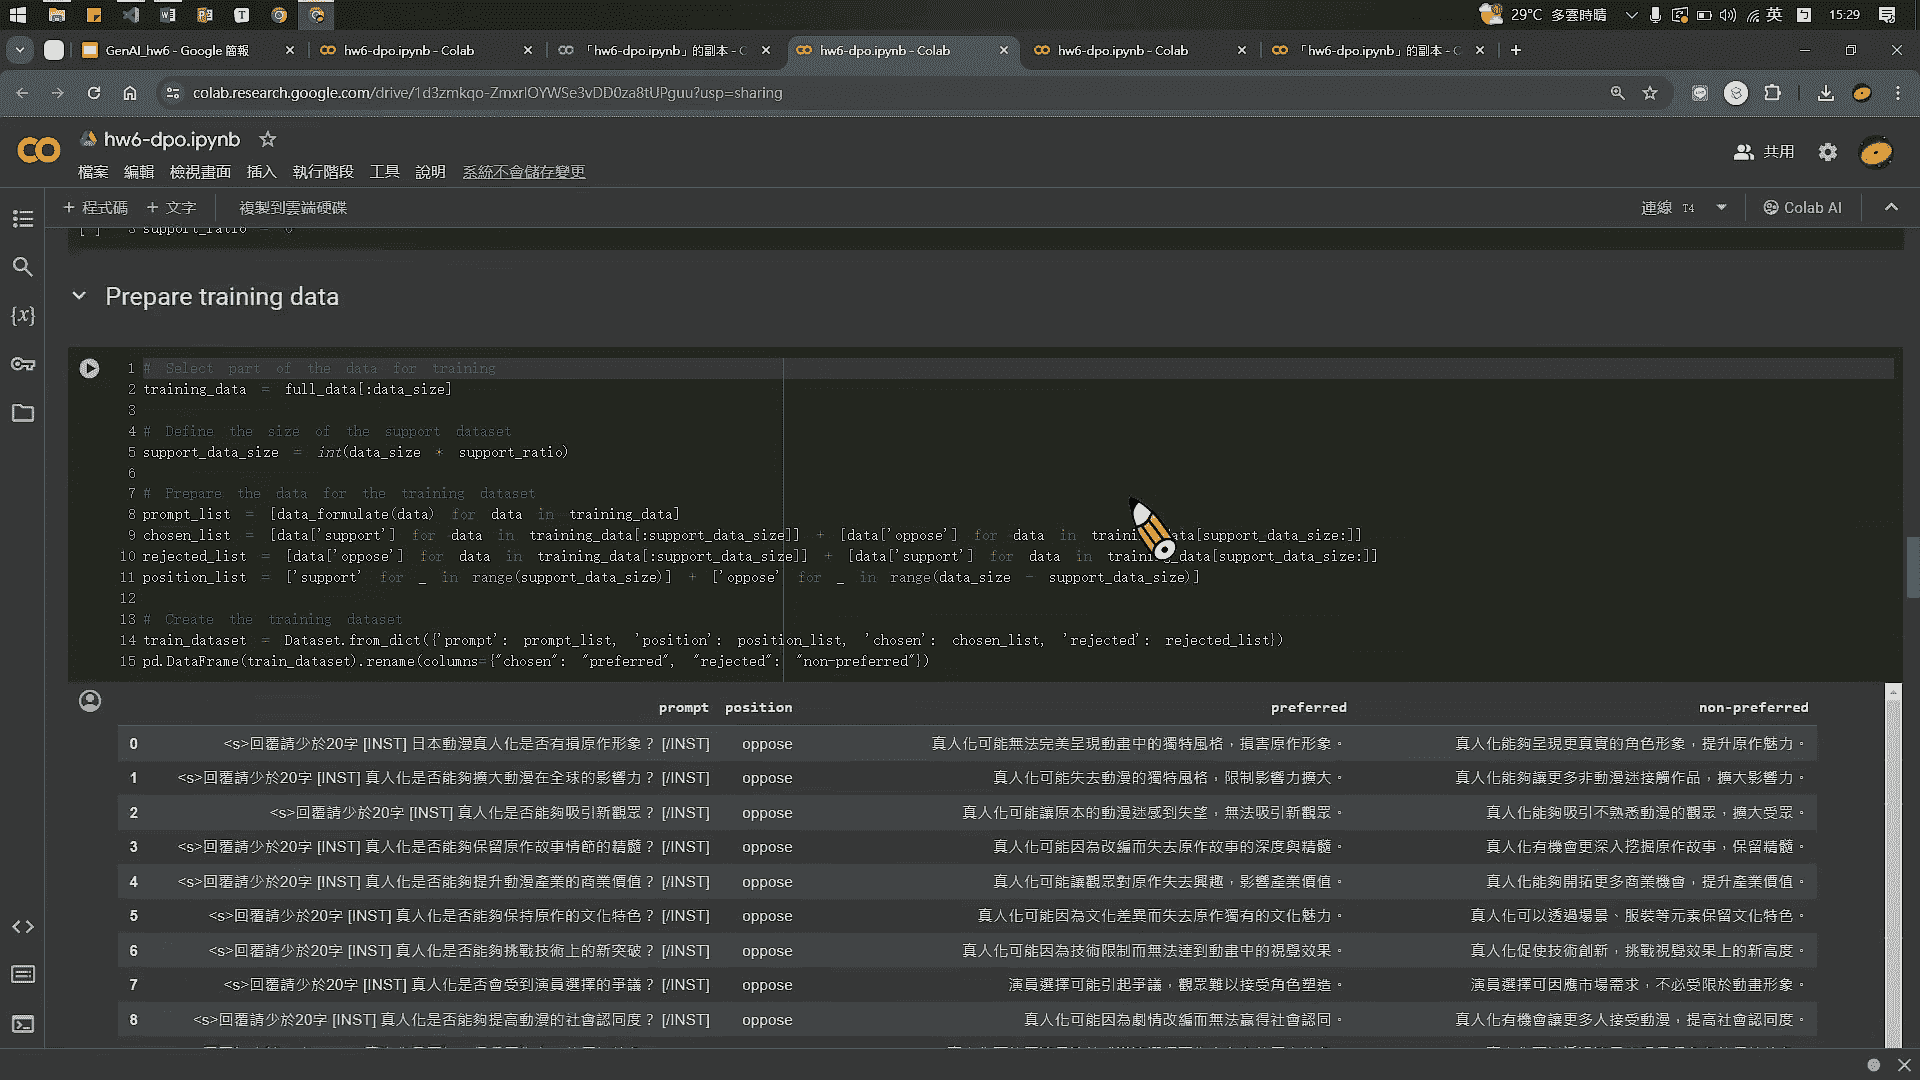 29°C 多雲時晴
英
15:29
GenAI_hw6 - Google 簡報
hw6-dpo.ipynb - Colab
「hw6-dpo.ipynb」的副本 - C
hw6-dpo.ipynb - Colab
hw6-dpo.ipynb - Colab
「hw6-dpo.ipynb」的副本 - C
colab.research.google.com/drive/1d3zmkqo-ZmxrIOYWSe3vDD0za8tUPguu?usp=sharing
hw6-dpo.ipynb
共用
檔案 編輯 檢視畫面 插入 執行階段 工具 說明 系統不會儲存變更
+ 程式碼 + 文字 複製到雲端硬碟
連線 T4 Colab AI
[ ] 3 support_ratio = 0
Prepare training data
1 # Select part of the data for training
2 training_data = full_data[:data_size]
3
4 # Define the size of the support dataset
5 support_data_size = int(data_size * support_ratio)
6
7 # Prepare the data for the training dataset
8 prompt_list = [data_formulate(data) for data in training_data]
9 chosen_list = [data['support'] for data in training_data[:support_data_size]] + [data['oppose'] for data in training_data[support_data_size:]]
10 rejected_list = [data['oppose'] for data in training_data[:support_data_size]] + [data['support'] for data in training_data[support_data_size:]]
11 position_list = ['support' for _ in range(support_data_size)] + ['oppose' for _ in range(data_size - support_data_size)]
12
13 # Create the training dataset
14 train_dataset = Dataset.from_dict({'prompt': prompt_list, 'position': position_list, 'chosen': chosen_list, 'rejected': rejected_list})
15 pd.DataFrame(train_dataset).rename(columns={"chosen": "preferred", "rejected": "non-preferred"})
prompt position preferred non-preferred
0 <s>回覆請少於20字 [INST] 日本動漫真人化是否有損原作形象？ [/INST] oppose 真人化可能無法完美呈現動畫中的獨特風格，損害原作形象。 真人化能夠呈現更真實的角色形象，提升原作魅力。
1 <s>回覆請少於20字 [INST] 真人化是否能夠擴大動漫在全球的影響力？ [/INST] oppose 真人化可能失去動漫的獨特風格，限制影響力擴大。 真人化能夠讓更多非動漫迷接觸作品，擴大影響力。
2 <s>回覆請少於20字 [INST] 真人化是否能夠吸引新觀眾？ [/INST] oppose 真人化可能讓原本的動漫迷感到失望，無法吸引新觀眾。 真人化能夠吸引不熟悉動漫的觀眾，擴大受眾。
3 <s>回覆請少於20字 [INST] 真人化是否能夠保留原作故事情節的精髓？ [/INST] oppose 真人化可能因為改編而失去原作故事的深度與精髓。 真人化有機會更深入挖掘原作故事，保留精髓。
4 <s>回覆請少於20字 [INST] 真人化是否能夠提升動漫產業的商業價值？ [/INST] oppose 真人化可能讓觀眾對原作失去興趣，影響產業價值。 真人化能夠開拓更多商業機會，提升產業價值。
5 <s>回覆請少於20字 [INST] 真人化是否能夠保持原作的文化特色？ [/INST] oppose 真人化可能因為文化差異而失去原作獨有的文化魅力。 真人化可以透過場景、服裝等元素保留文化特色。
6 <s>回覆請少於20字 [INST] 真人化是否能夠挑戰技術上的新突破？ [/INST] oppose 真人化可能因為技術限制而無法達到動畫中的視覺效果。 真人化促使技術創新，挑戰視覺效果上的新高度。
7 <s>回覆請少於20字 [INST] 真人化是否會受到演員選擇的爭議？ [/INST] oppose 演員選擇可能引起爭議，觀眾難以接受角色塑造。 演員選擇可因應市場需求，不必受限於動畫形象。
8 <s>回覆請少於20字 [INST] 真人化是否能夠提高動漫的社會認同度？ [/INST] oppose 真人化可能因為劇情改編而無法贏得社會認同。 真人化有機會讓更多人接受動漫，提高社會認同度。